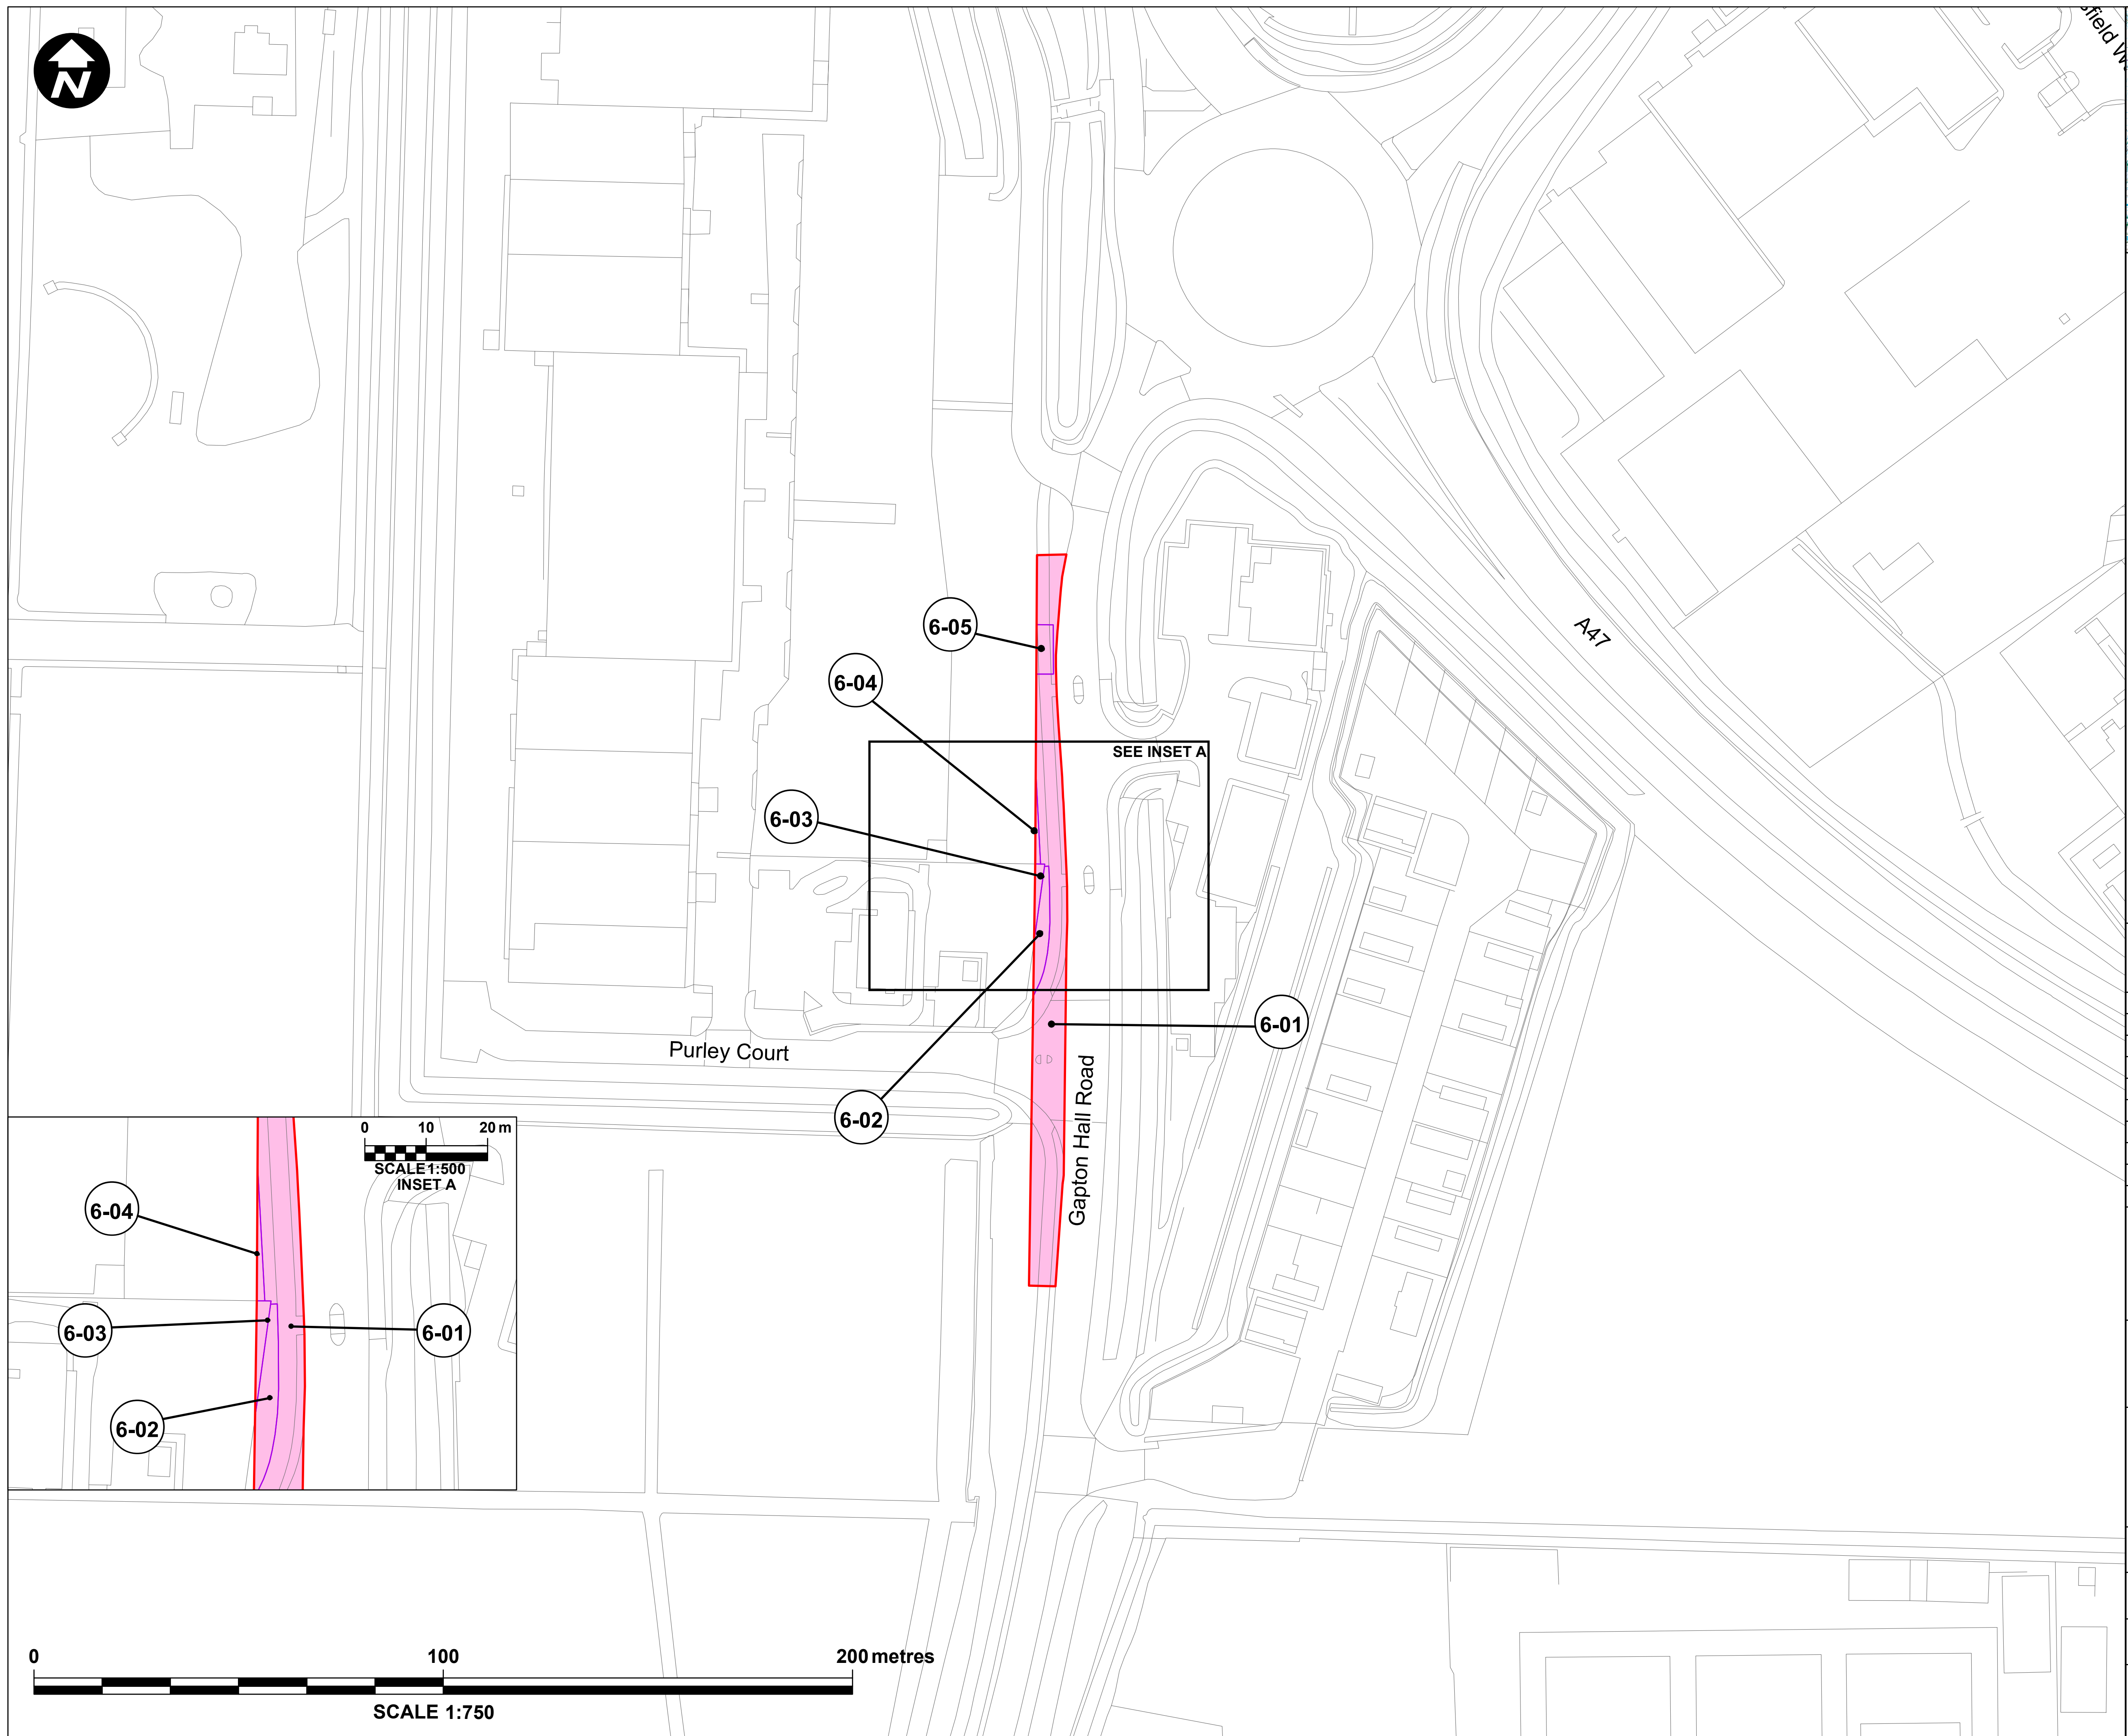 N
A47
6-05
6-04
SEE INSET A
6-03
6-01
Purley Court
Gapton Hall Road
6-02
0 10 20 m
SCALE 1:500
INSET A
6-04
6-03
6-01
6-02
0 100 200 metres
SCALE 1:750